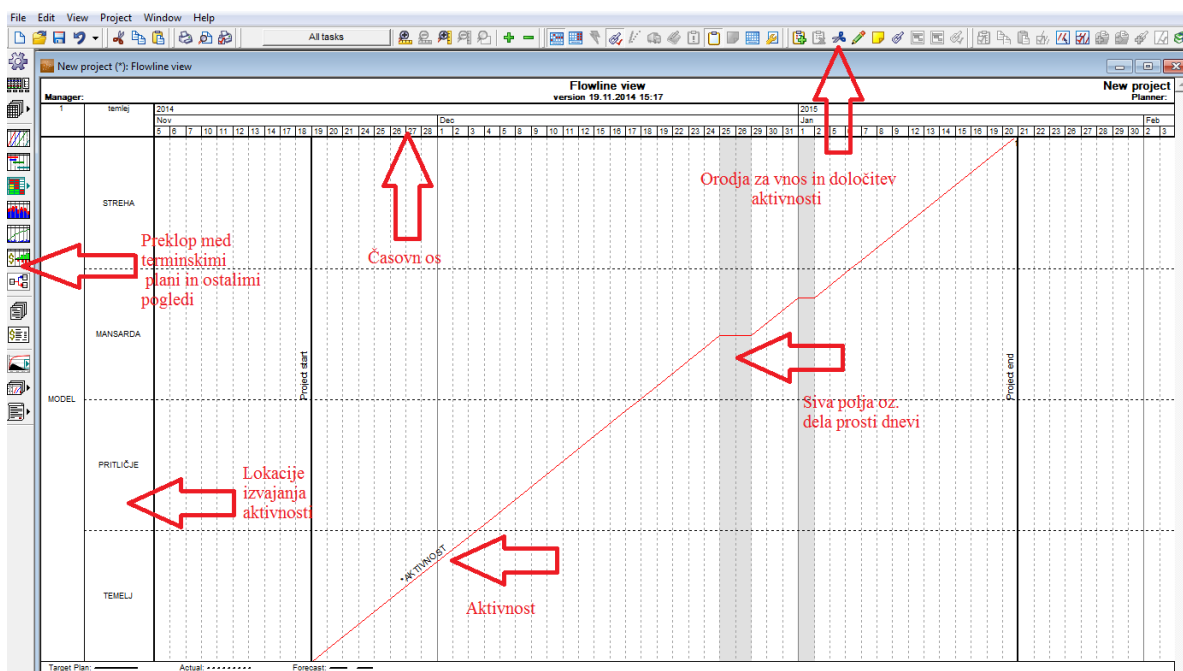 File Edit View Project Window Help
All tasks
New project (*): Flowline view
Flowline view
New project
Manager:
version 19.11.2014 15:17
Planner:
1 temlej 2014 2015
Nov Dec Jan Feb
5 6 7 10 11 12 13 14 17 18 19 20 21 24 25 26 27 28 1 2 3 4 5 8 9 10 11 12 15 16 17 18 19 22 23 24 25 26 29 30 31 1 2 5 6 7 8 9 12 13 14 15 16 19 20 21 22 23 26 27 28 29 30 2 3
Orodja za vnos in določitev
aktivnosti
STREHA
Preklop med
terminskimi
plani in ostalimi
pogledi
Časovn os
MANSARDA
Project start
Project end
MODEL
Siva polja oz.
dela prosti dnevi
PRITLIČJE
Lokacije
izvajanja
aktivnosti
*AKTIVNOST
TEMELJ
Aktivnost
Target Plan: Actual: Forecast: